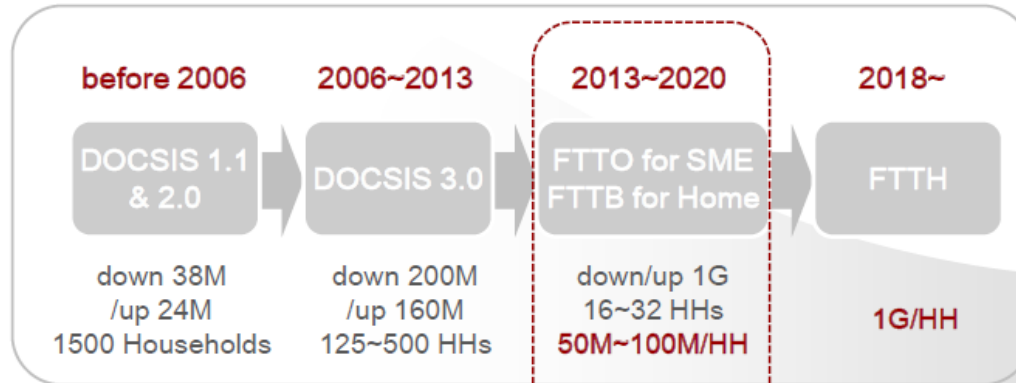 before 2006
2006~2013
2013~2020
2018~
DOCSIS 1.1
& 2.0
DOCSIS 3.0
FTTO for SME
FTTB for Home
FTTH
down 38M
/up 24M
1500 Households
down 200M
/up 160M
125~500 HHs
down/up 1G
16~32 HHs
50M~100M/HH
1G/HH